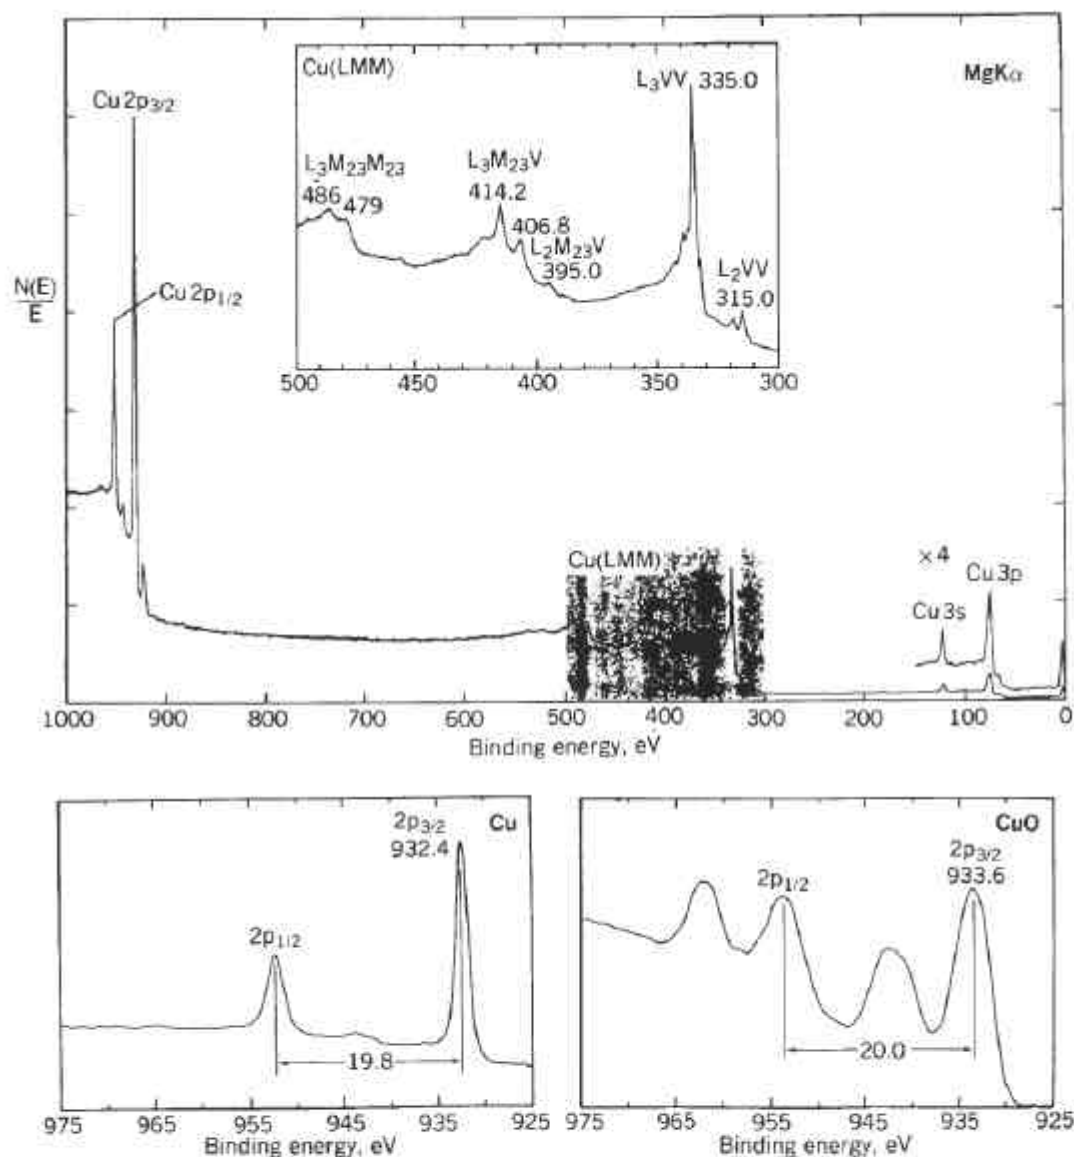 Cu(LMM)
L₃VV 335.0
MgKα
Cu 2p₃/₂
L₃M₂₃M₂₃
486 479
L₃M₂₃V
414.2
406.8
L₂M₂₃V
395.0
L₂VV
315.0
N(E)
E
Cu 2p₁/₂
500 450 400 350 300
Cu(LMM)
× 4
Cu 3p
Cu 3s
1000 900 800 700 600 500 400 300 200 100 0
Binding energy, eV
2p₃/₂ Cu
932.4
2p₁/₂
19.8
975 965 955 945 935 925
Binding energy, eV
CuO
2p₃/₂
933.6
2p₁/₂
20.0
975 965 955 945 935 925
Binding energy, eV